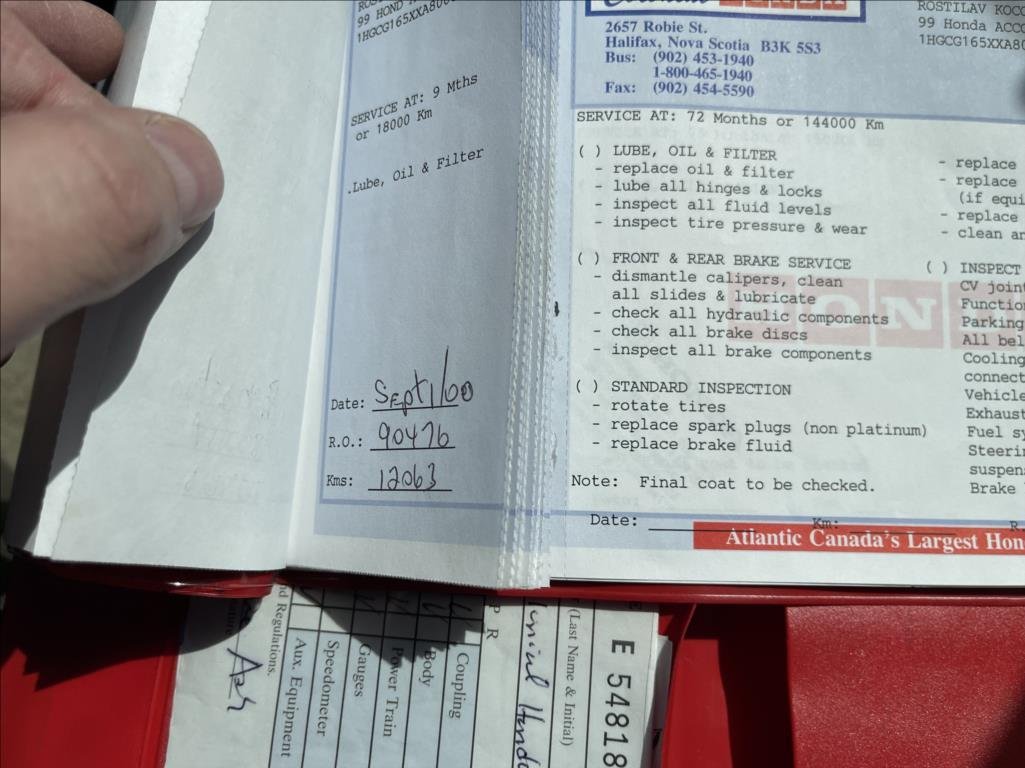 99 HOND
1HGCG165XXA800
SERVICE AT: 9 Mths
or 18000 Km
.Lube, Oil & Filter
Date: Sept 1/00
R.O.: 90476
Kms: 12063
2657 Robie St.
Halifax, Nova Scotia B3K 5S3
Bus: (902) 453-1940
1-800-465-1940
Fax: (902) 454-5590
ROSTILAV KOCO
99 Honda ACCO
1HGCG165XXA80
SERVICE AT: 72 Months or 144000 Km
( ) LUBE, OIL & FILTER
- replace oil & filter
- lube all hinges & locks
- inspect all fluid levels
- inspect tire pressure & wear
( ) FRONT & REAR BRAKE SERVICE
- dismantle calipers, clean
all slides & lubricate
- check all hydraulic components
- check all brake discs
- inspect all brake components
( ) STANDARD INSPECTION
- rotate tires
- replace spark plugs (non platinum)
- replace brake fluid
Note: Final coat to be checked.
Date: Km: R
- replace
- replace
(if equi
- replace
- clean an
( ) INSPECT
CV join
Functio
Parking
All bel
Cooling
connect
Vehicle
Exhaust
Fuel sy
Steerin
suspen
Brake
Atlantic Canada's Largest Hon
E 54818
(Last Name & Initial)
P R
Coupling
Body
Power Train
Gauges
Speedometer
Aux. Equipment
d Regulations.